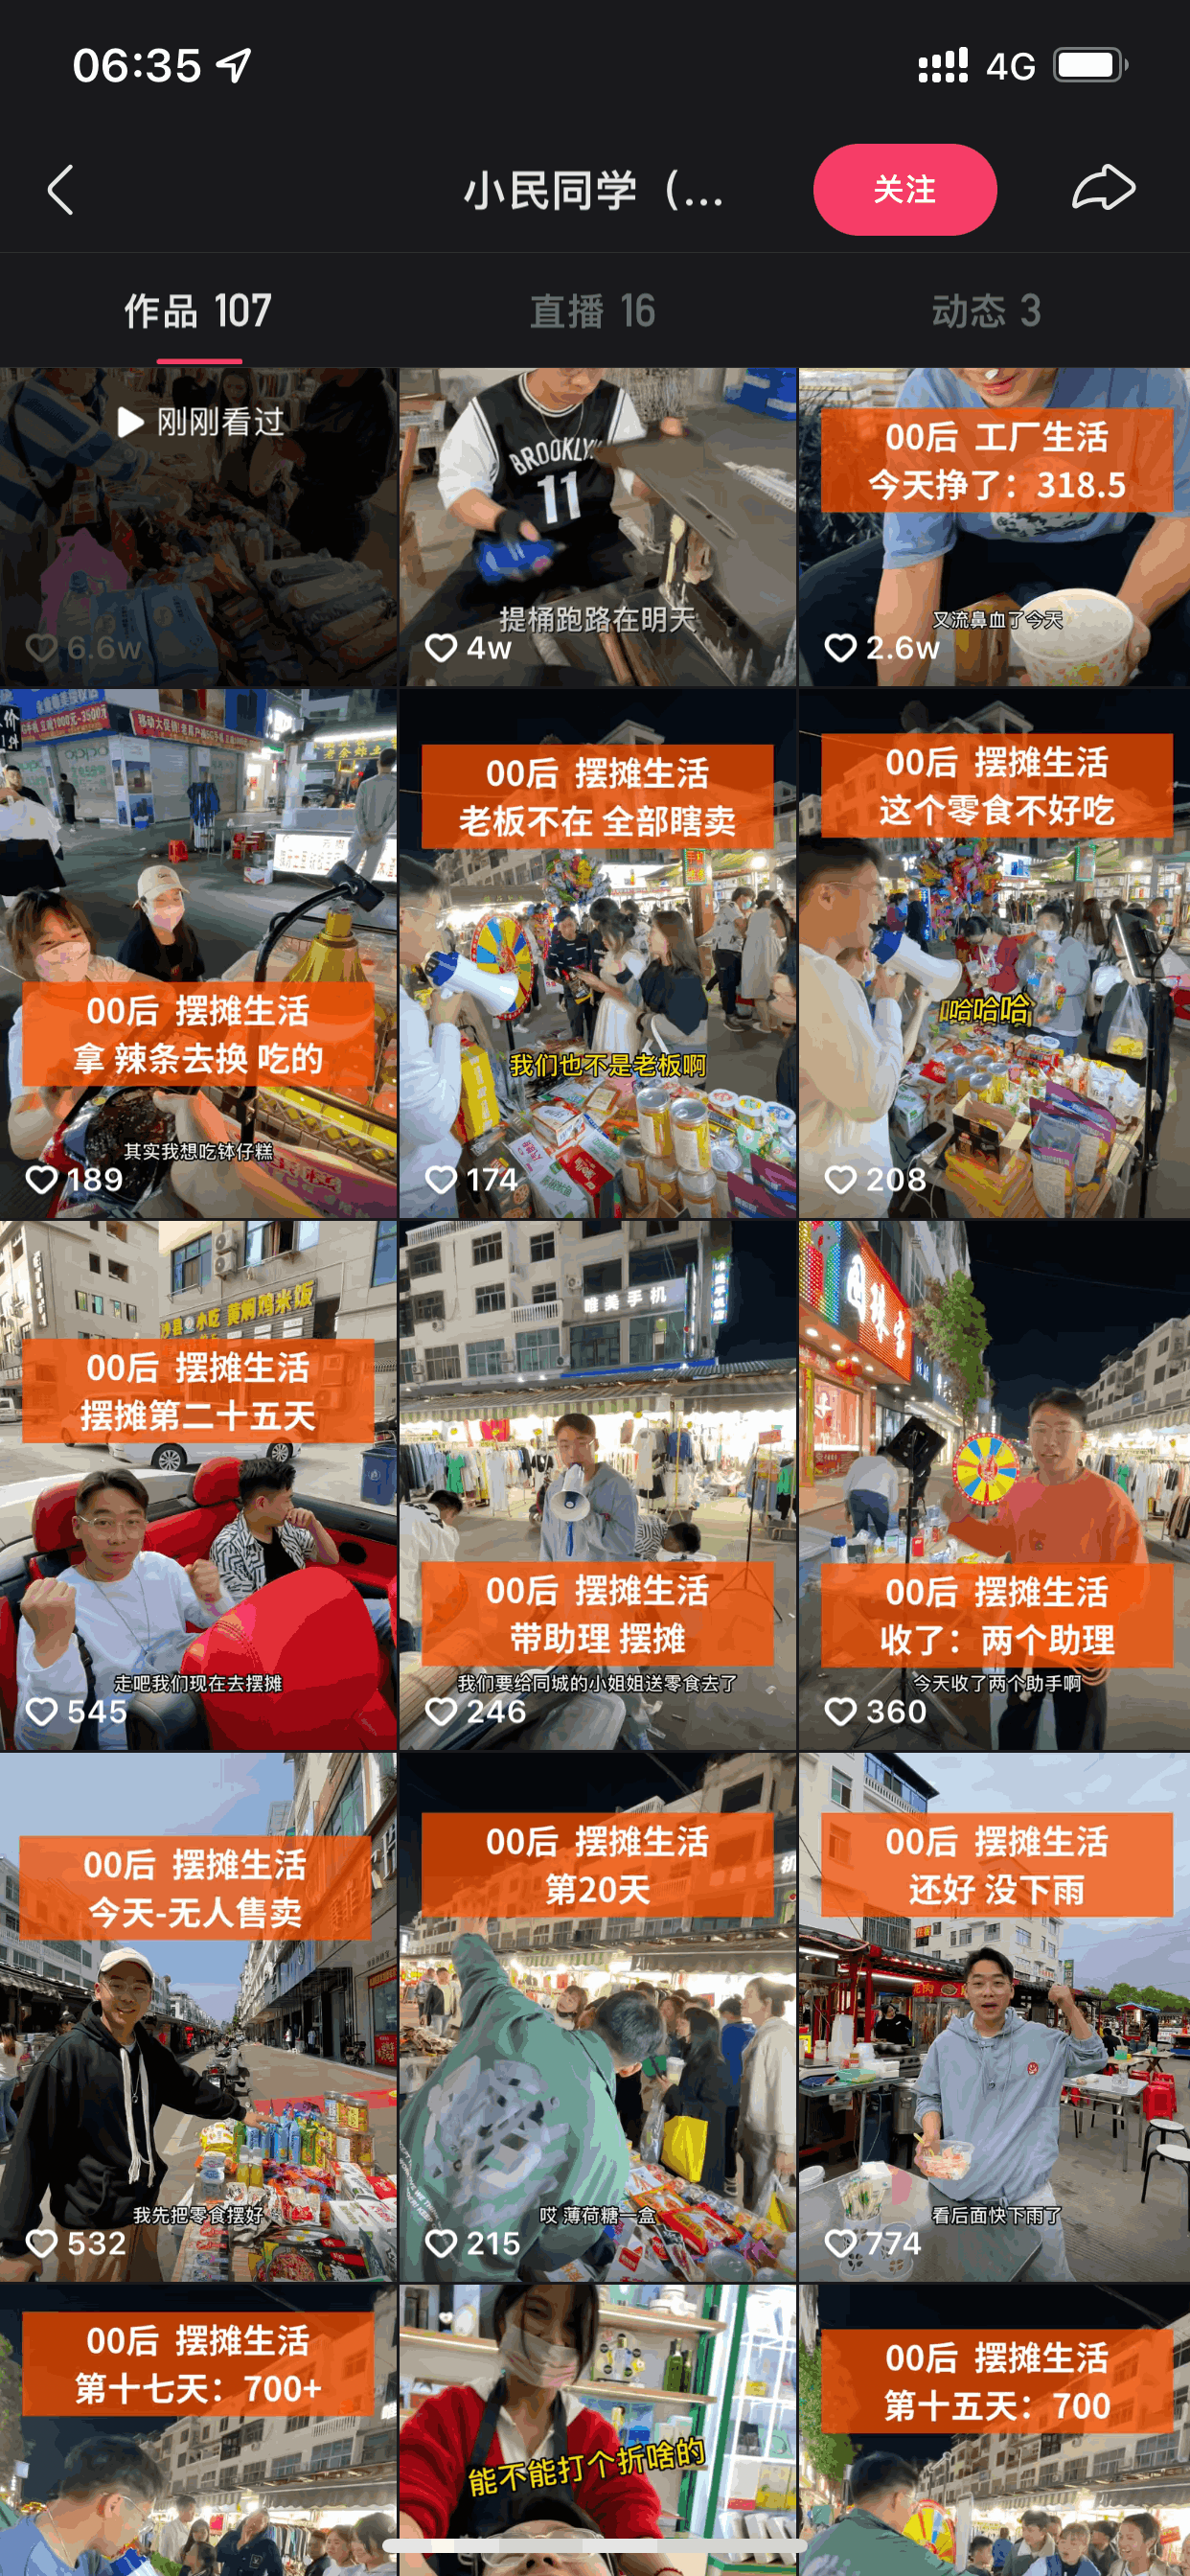 06:35
4G
小民同学（...
关注
作品 107
直播 16
动态 3
刚刚看过
6.6w
BROOKLYN
11
提桶跑路在明天
4w
00后 工厂生活
今天挣了：318.5
又流鼻血了今天
2.6w
00后 摆摊生活
拿 辣条去换 吃的
其实我想吃钵仔糕
189
00后 摆摊生活
老板不在 全部瞎卖
我们也不是老板啊
174
00后 摆摊生活
这个零食不好吃
哈哈哈
208
沙县小吃 黄焖鸡米饭
00后 摆摊生活
摆摊第二十五天
走吧我们现在去摆摊
545
唯美手机
00后 摆摊生活
带助理 摆摊
我们要给同城的小姐姐送零食去了
246
00后 摆摊生活
收了：两个助理
今天收了两个助手啊
360
00后 摆摊生活
今天-无人售卖
我先把零食摆好
532
00后 摆摊生活
第20天
哎 薄荷糖一盒
215
00后 摆摊生活
还好 没下雨
看后面快下雨了
774
00后 摆摊生活
第十七天：700+
能不能打个折啥的
00后 摆摊生活
第十五天：700